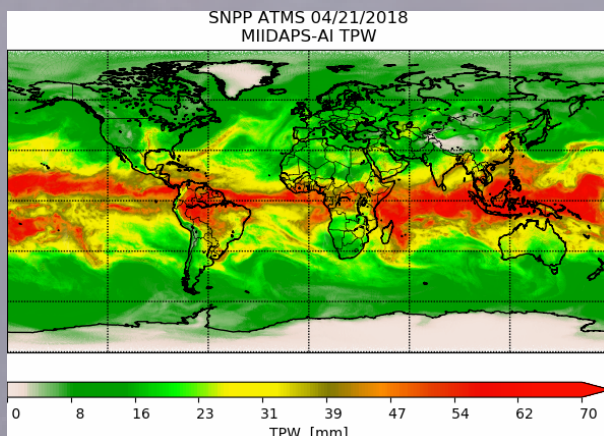 SNPP ATMS 04/21/2018
MIIDAPS-AI TPW
0 8 16 23 31 39 47 54 62 70
TPW [mm]